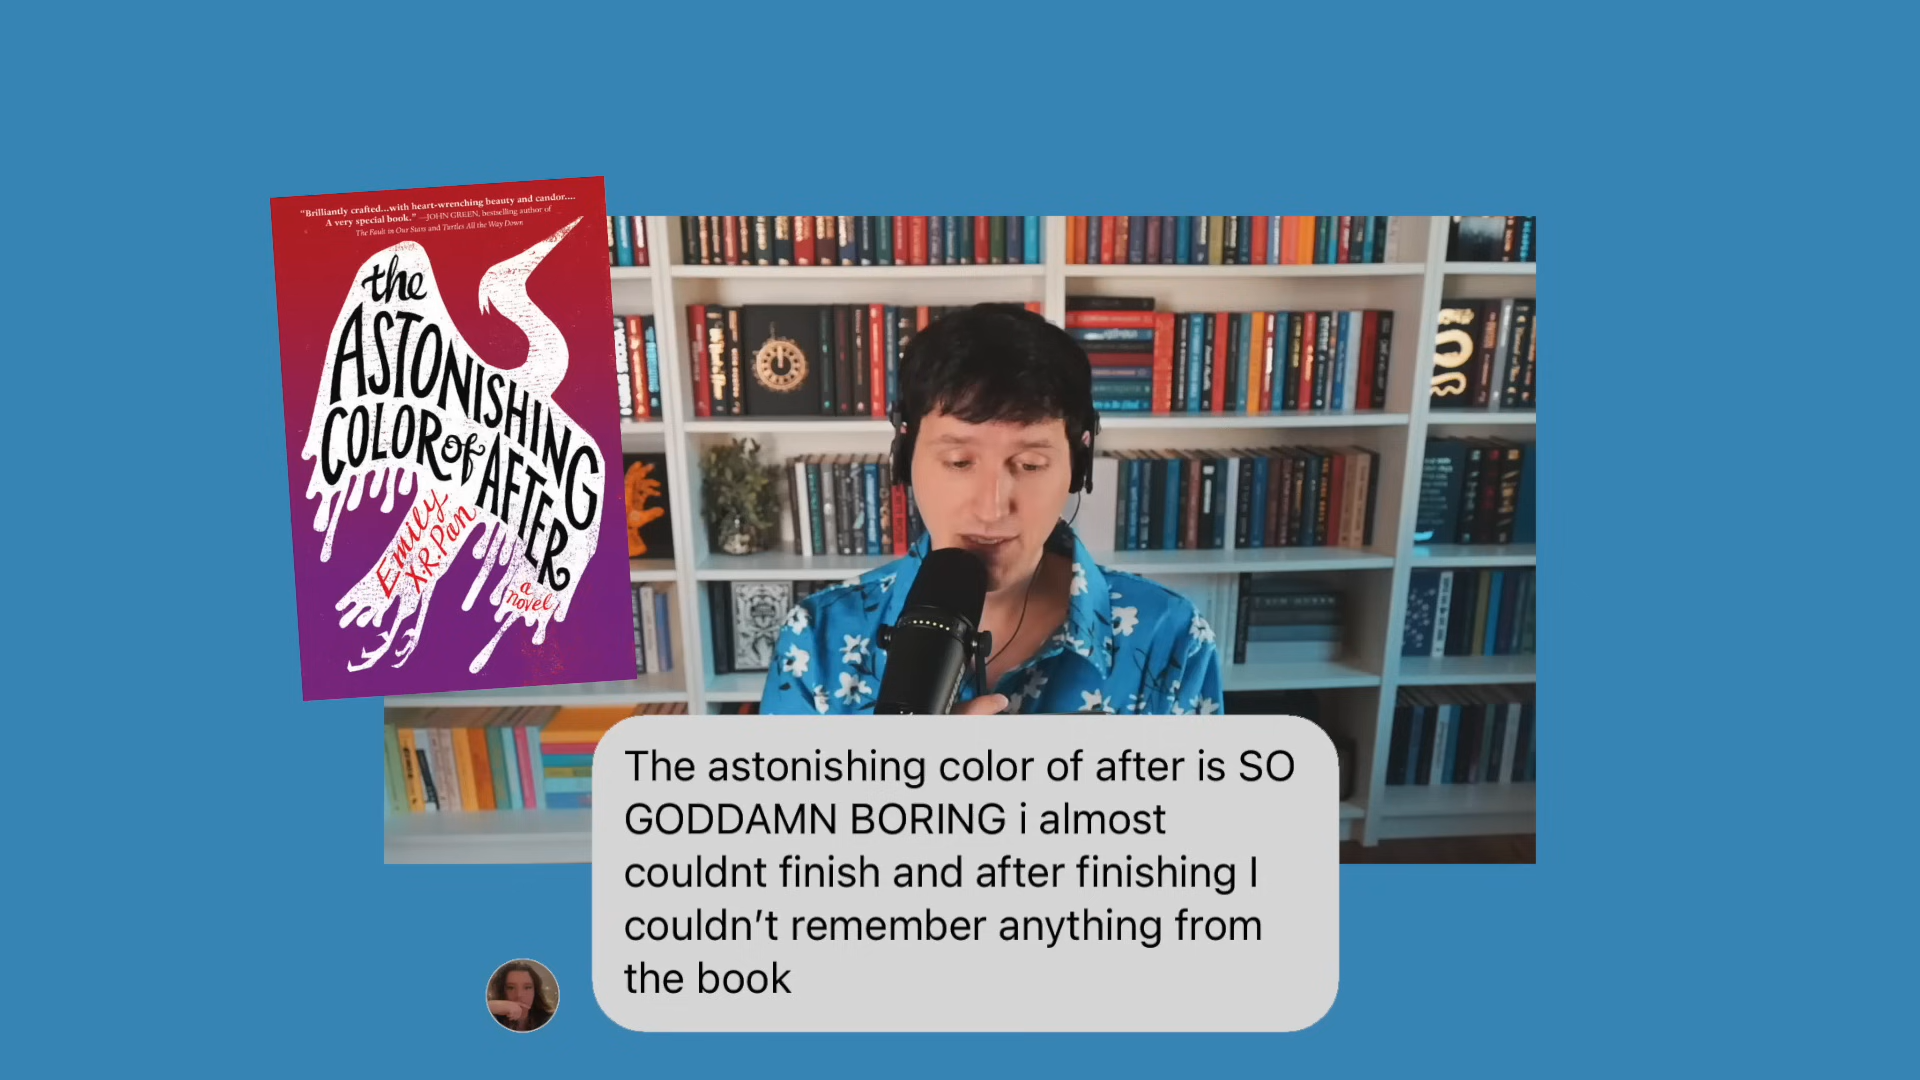 “Brilliantly crafted...with heart-wrenching beauty and candor....
A very special book.” —JOHN GREEN, bestselling author of
The Fault in Our Stars and Turtles All the Way Down
the
ASTONISHING
COLOR of AFTER
Emily
X.R. Pan
a
novel
The astonishing color of after is SO
GODDAMN BORING i almost
couldnt finish and after finishing I
couldn’t remember anything from
the book